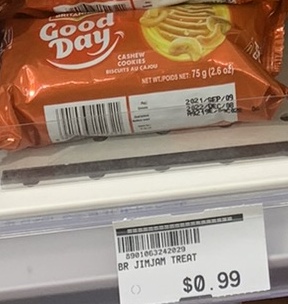 Good
Day
CASHEW
COOKIES
BISCUITS AU CAJOU
NET WT./POIDS NET: 75 g (2.6 oz)
2021/SEP/09
8901063242029
BR JIMJAM TREAT
$0.99